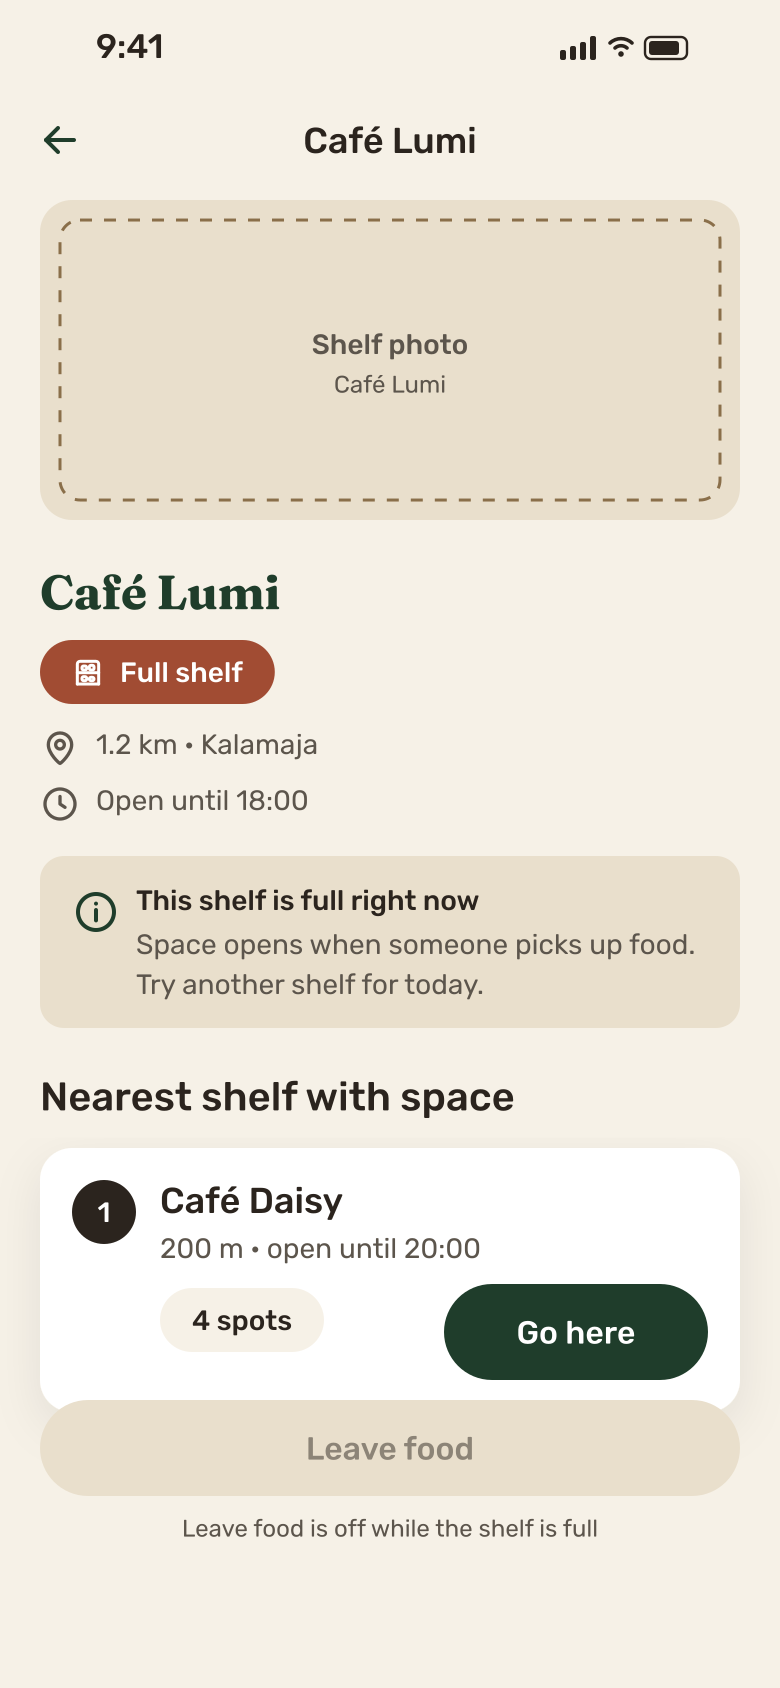 9:41
Café Lumi
Shelf photo
Café Lumi
Café Lumi
Full shelf
1.2 km • Kalamaja
Open until 18:00
This shelf is full right now
Space opens when someone picks up food.
Try another shelf for today.
Nearest shelf with space
1
Café Daisy
200 m • open until 20:00
4 spots
Go here
Leave food
Leave food is off while the shelf is full